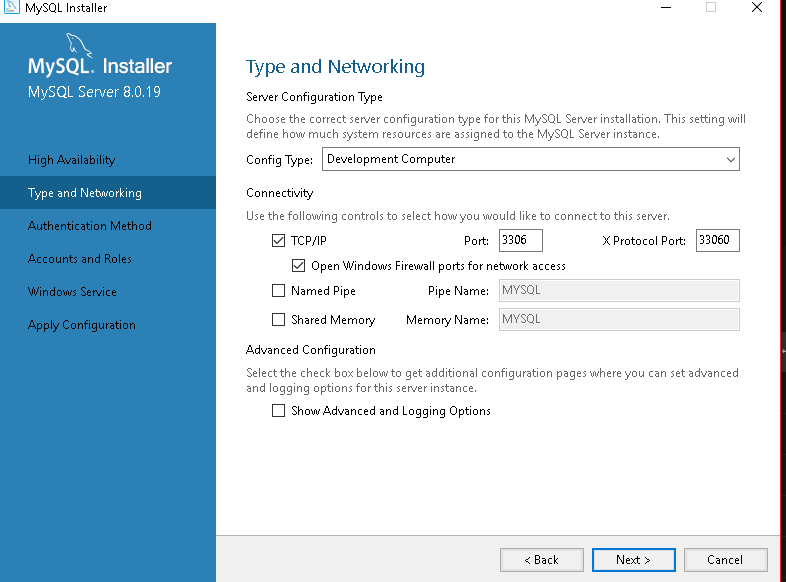 MySQL Installer
MySQL. Installer
MySQL Server 8.0.19
High Availability
Type and Networking
Authentication Method
Accounts and Roles
Windows Service
Apply Configuration
Type and Networking
Server Configuration Type
Choose the correct server configuration type for this MySQL Server installation. This setting will
define how much system resources are assigned to the MySQL Server instance.
Config Type: Development Computer
Connectivity
Use the following controls to select how you would like to connect to this server.
TCP/IP Port: 3306 X Protocol Port: 33060
Open Windows Firewall ports for network access
Named Pipe Pipe Name: MYSQL
Shared Memory Memory Name: MYSQL
Advanced Configuration
Select the check box below to get additional configuration pages where you can set advanced
and logging options for this server instance.
Show Advanced and Logging Options
< Back Next > Cancel